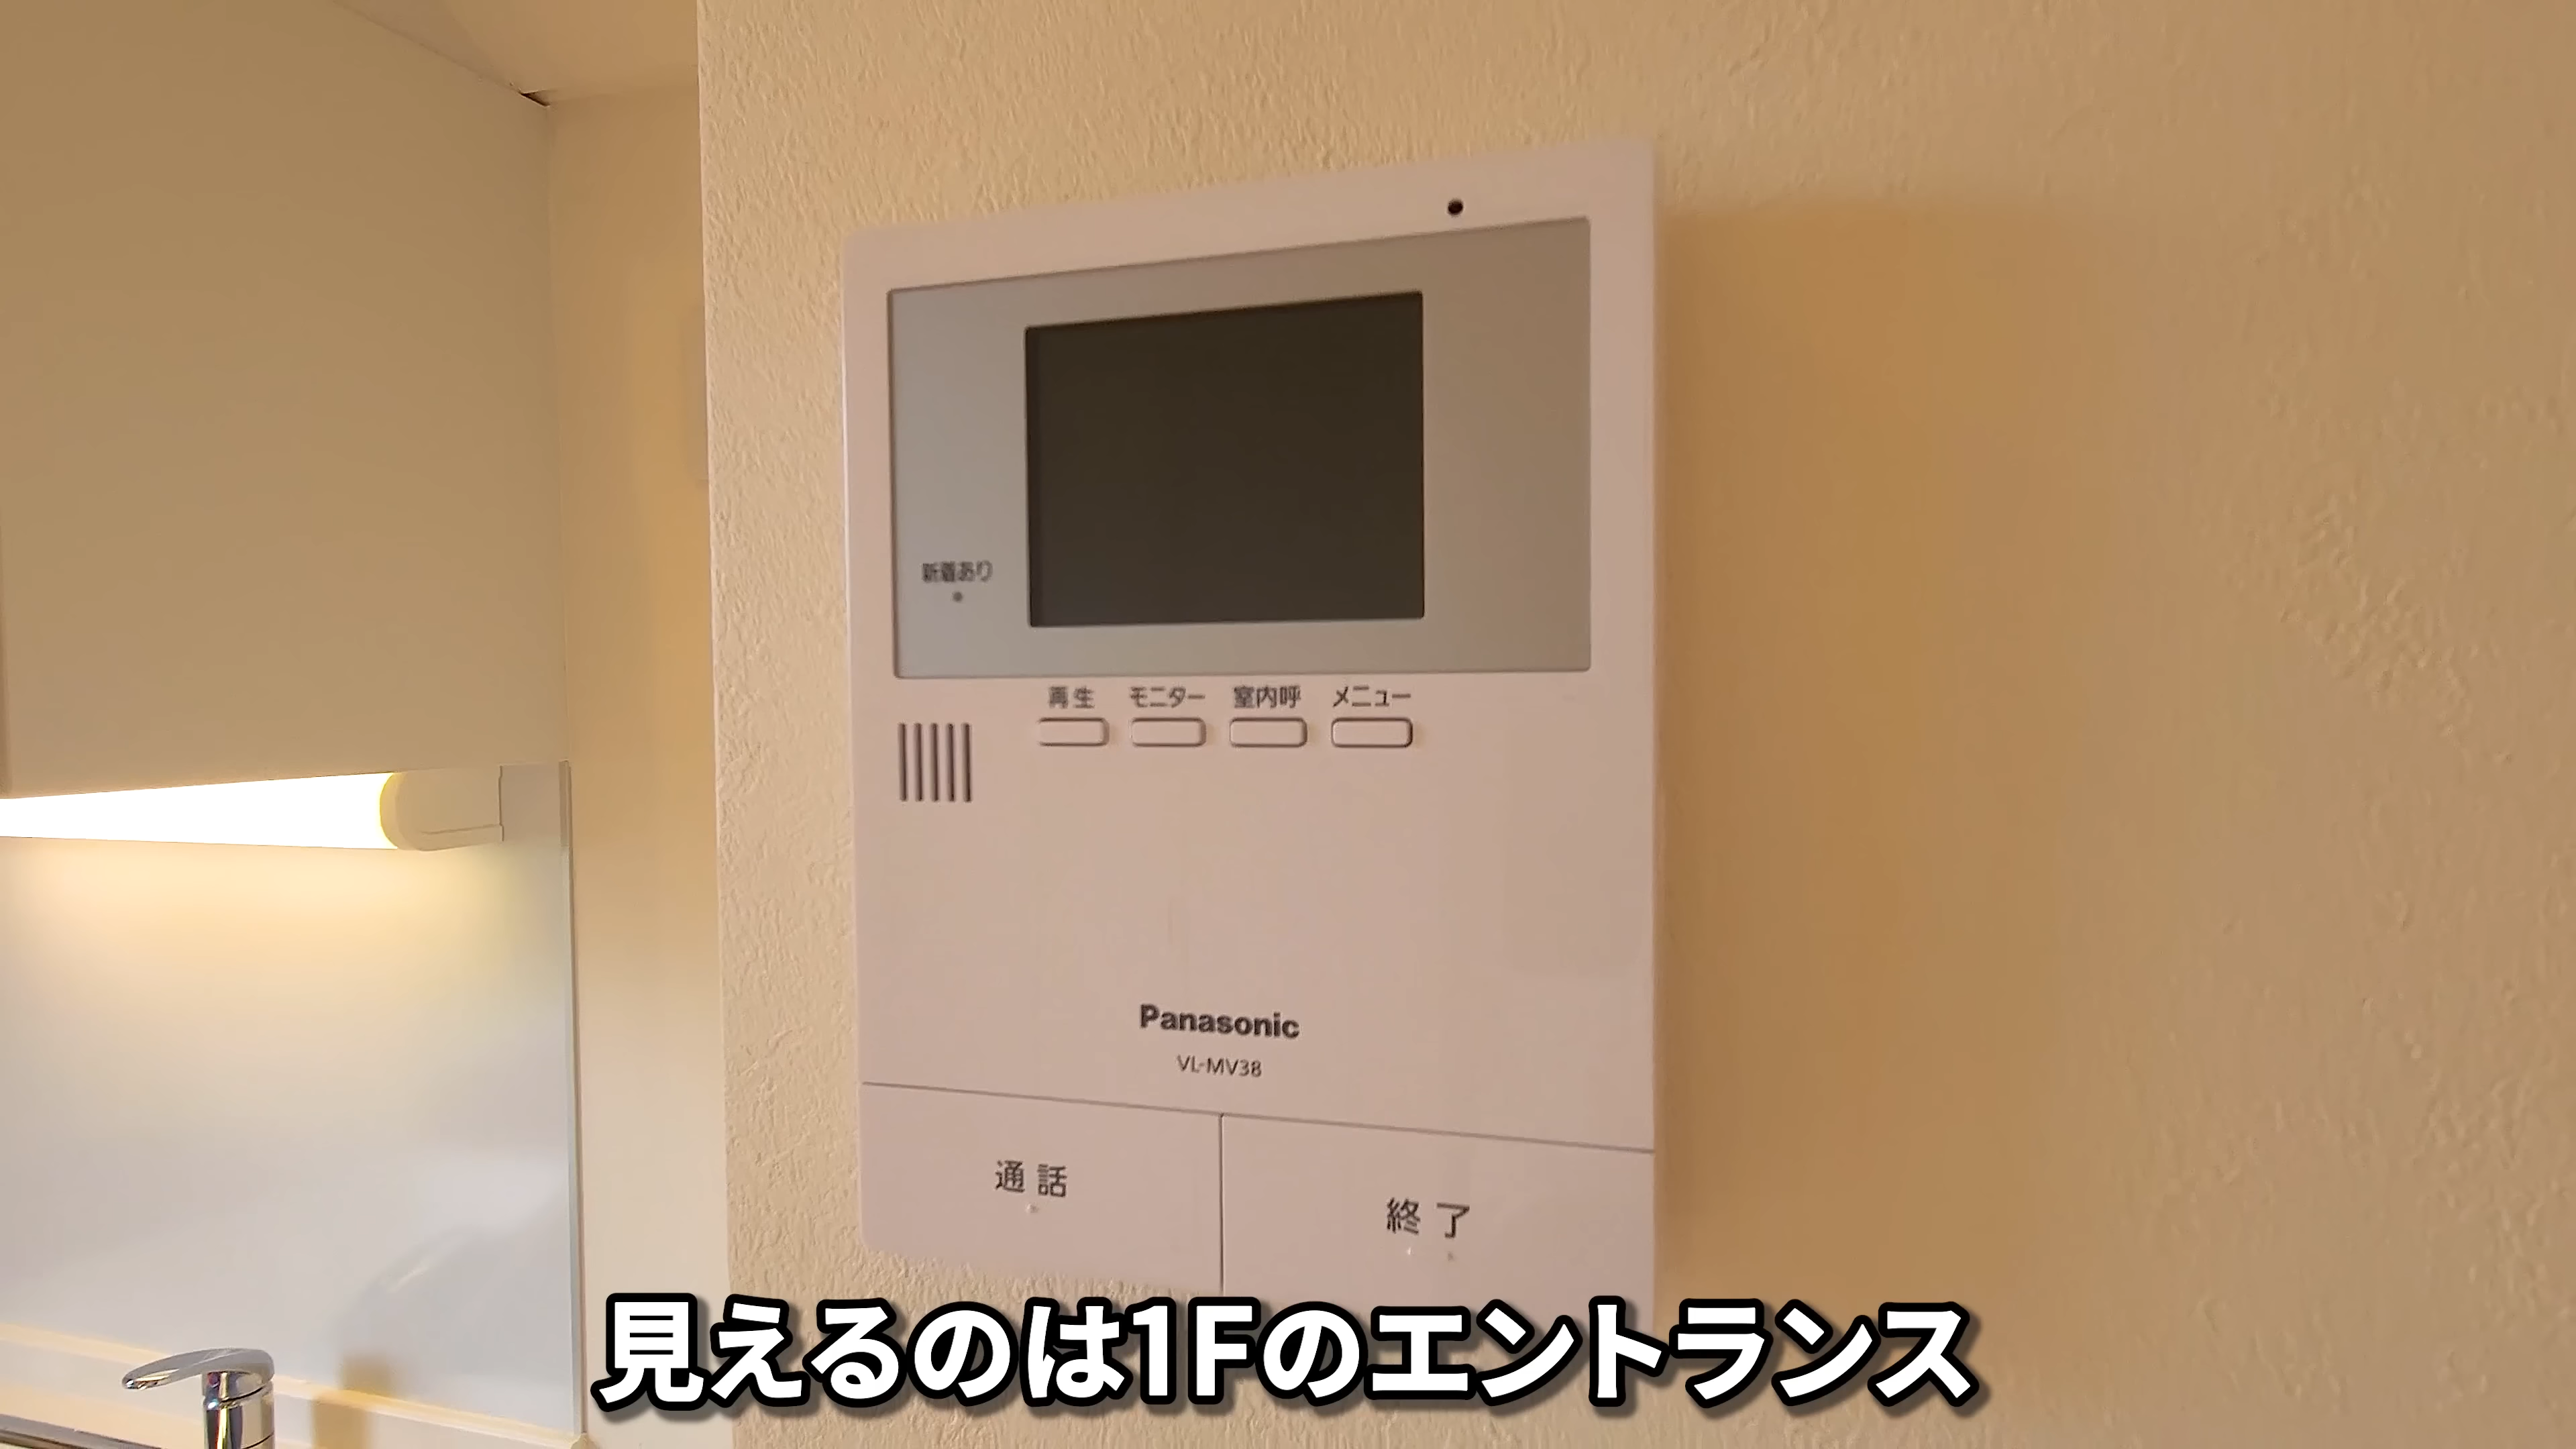 新着あり
再生 モニター 室内呼 メニュー
Panasonic
VL-MV38
通話 終了
見えるのは1Fのエントランス